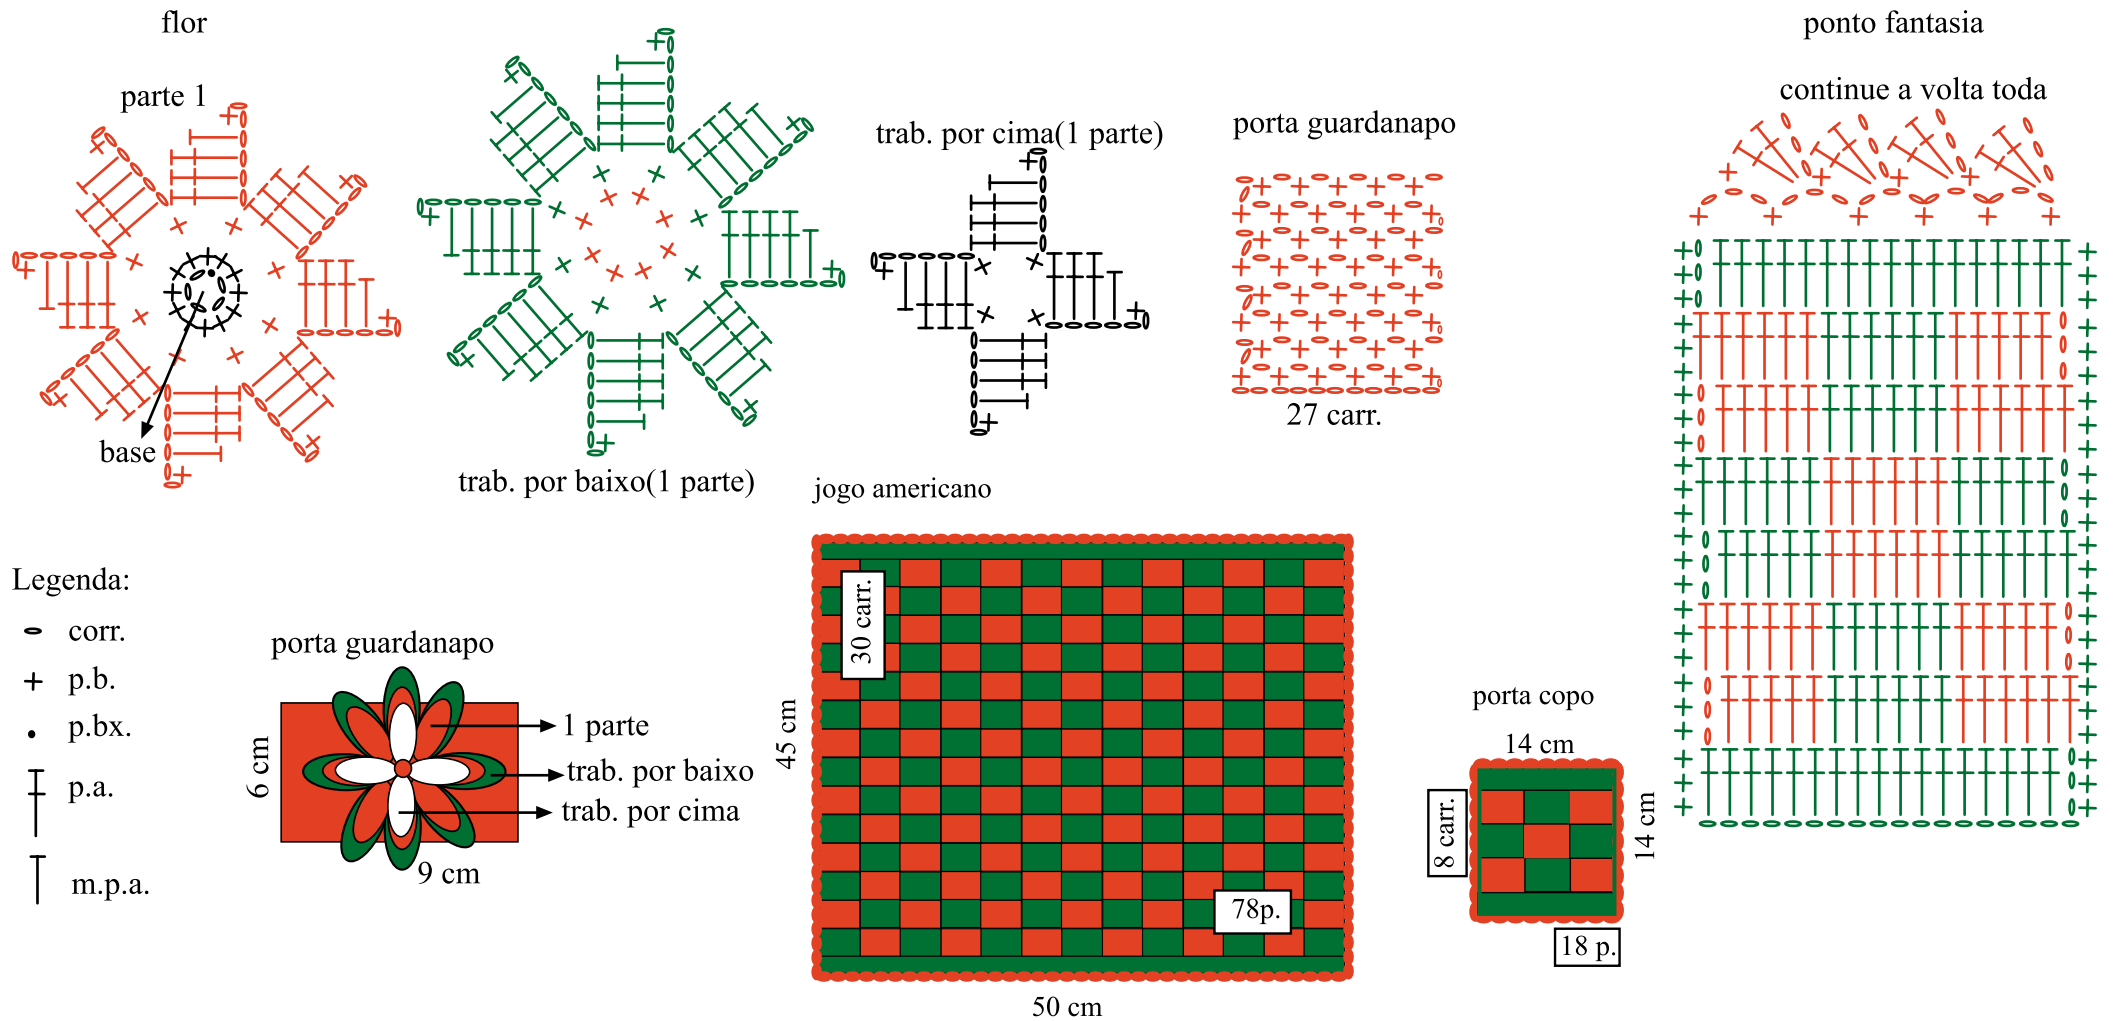 flor
parte 1
base
trab. por baixo(1 parte)
trab. por cima(1 parte)
porta guardanapo
27 carr.
ponto fantasia
continue a volta toda
Legenda:
corr.
p.b.
p.bx.
p.a.
m.p.a.
porta guardanapo
6 cm
9 cm
1 parte
trab. por baixo
trab. por cima
jogo americano
30 carr.
45 cm
78p.
50 cm
porta copo
14 cm
8 carr.
14 cm
18 p.